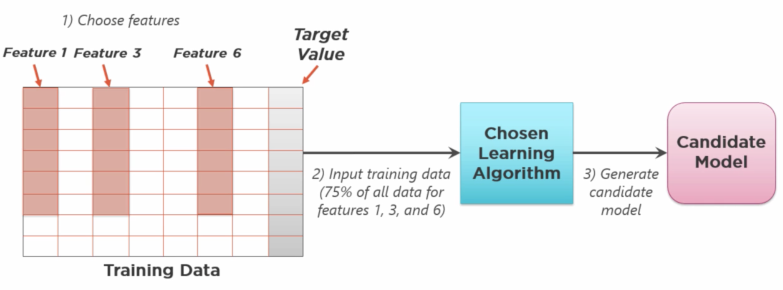 1) Choose features
Feature 1
Feature 3
Feature 6
Target
Value
Training Data
2) Input training data
(75% of all data for
features 1, 3, and 6)
Chosen
Learning
Algorithm
3) Generate
candidate
model
Candidate
Model